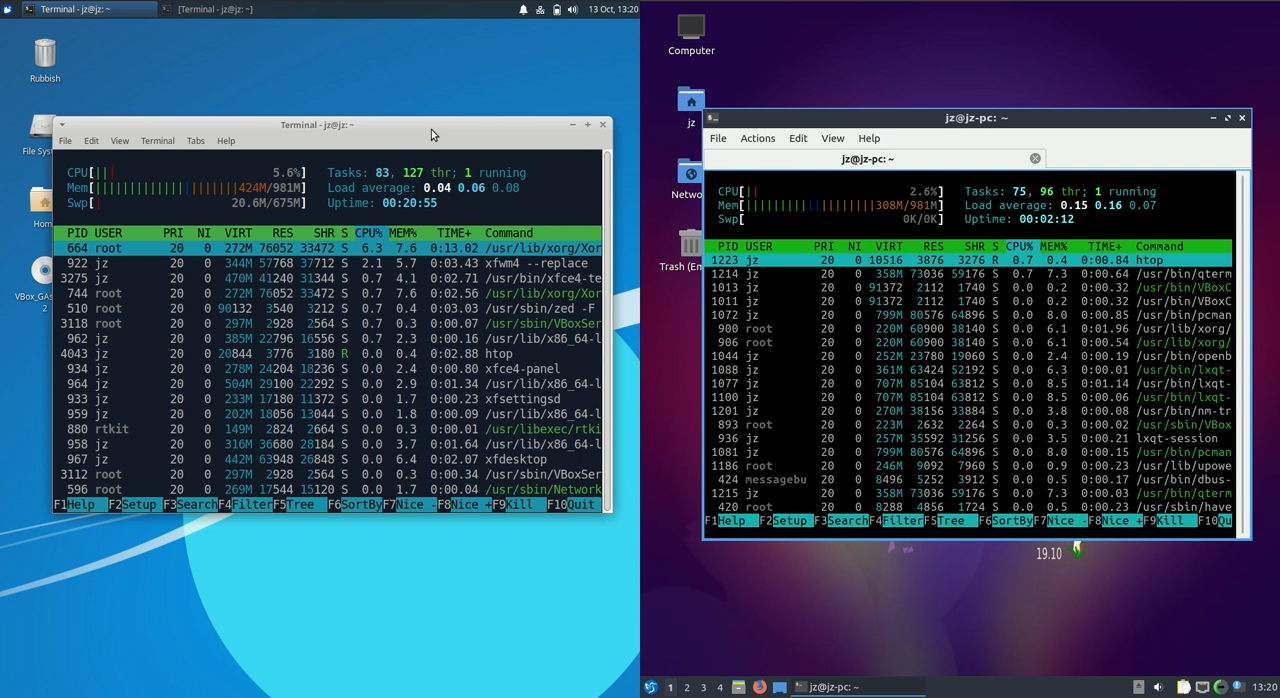 Terminal - jz@jz: ~
[Terminal - jz@jz: ~]
13 Oct, 13:20
Rubbish
File Sys
Hom
VBox_GAs
2
Terminal - jz@jz: ~
File Edit View Terminal Tabs Help
CPU[|| | 5.6%] Tasks: 83, 127 thr; 1 running
Mem[||||||||||||||||||||||424M/981M] Load average: 0.04 0.06 0.08
Swp[| 20.6M/675M] Uptime: 00:20:55
PID USER PRI NI VIRT RES SHR S CPU% MEM% TIME+ Command
664 root 20 0 272M 76052 33472 S 6.3 7.6 0:13.02 /usr/lib/xorg/Xor
922 jz 20 0 344M 57768 37712 S 2.1 5.7 0:03.43 xfwm4 --replace
3275 jz 20 0 470M 41240 31344 S 0.7 4.1 0:02.71 /usr/bin/xfce4-te
744 root 20 0 272M 76052 33472 S 0.7 7.6 0:02.56 /usr/lib/xorg/Xor
510 root 20 0 90132 3540 3212 S 0.7 0.4 0:03.03 /usr/sbin/zed -F
3118 root 20 0 297M 2928 2564 S 0.7 0.3 0:00.07 /usr/sbin/VBoxSer
962 jz 20 0 385M 22796 16556 S 0.7 2.3 0:00.16 /usr/lib/x86_64-l
4043 jz 20 0 20844 3776 3180 R 0.0 0.4 0:02.88 htop
934 jz 20 0 278M 24204 18236 S 0.0 2.4 0:00.80 xfce4-panel
964 jz 20 0 504M 29100 22292 S 0.0 2.9 0:01.34 /usr/lib/x86_64-l
933 jz 20 0 233M 17180 11372 S 0.0 1.7 0:00.23 xfsettingsd
959 jz 20 0 202M 18056 13044 S 0.0 1.8 0:00.09 /usr/lib/x86_64-l
880 rtkit 20 0 149M 2824 2664 S 0.0 0.3 0:00.01 /usr/libexec/rtki
958 jz 20 0 316M 36680 28184 S 0.0 3.7 0:01.64 /usr/lib/x86_64-l
967 jz 20 0 442M 63948 26848 S 0.0 6.4 0:02.07 xfdesktop
3112 root 20 0 297M 2928 2564 S 0.0 0.3 0:00.34 /usr/sbin/VBoxSer
596 root 20 0 269M 17544 15120 S 0.0 1.7 0:00.04 /usr/sbin/Network
F1Help F2Setup F3SearchF4FilterF5Tree F6SortByF7Nice -F8Nice +F9Kill F10Quit
Computer
jz
Netwo
Trash (Em
jz@jz-pc: ~
File Actions Edit View Help
jz@jz-pc: ~
CPU[|| 2.6%] Tasks: 75, 96 thr; 1 running
Mem[||||||||||||||||||||308M/981M] Load average: 0.15 0.16 0.07
Swp[ 0K/0K] Uptime: 00:02:12
PID USER PRI NI VIRT RES SHR S CPU% MEM% TIME+ Command
1223 jz 20 0 10516 3876 3276 R 0.7 0.4 0:00.84 htop
1214 jz 20 0 358M 73036 59176 S 0.7 7.3 0:00.64 /usr/bin/qterm
1013 jz 20 0 91372 2112 1740 S 0.0 0.2 0:00.32 /usr/bin/VBoxC
1011 jz 20 0 91372 2112 1740 S 0.0 0.2 0:00.32 /usr/bin/VBoxC
1072 jz 20 0 799M 80576 64896 S 0.0 8.0 0:00.85 /usr/bin/pcman
900 root 20 0 220M 60900 38140 S 0.0 6.1 0:01.96 /usr/lib/xorg/
906 root 20 0 220M 60900 38140 S 0.0 6.1 0:00.54 /usr/lib/xorg/
1044 jz 20 0 252M 23780 19060 S 0.0 2.4 0:00.19 /usr/bin/openb
1088 jz 20 0 361M 63424 52192 S 0.0 6.3 0:00.01 /usr/bin/lxqt-
1077 jz 20 0 707M 85104 63812 S 0.0 8.5 0:01.14 /usr/bin/lxqt-
1100 jz 20 0 707M 85104 63812 S 0.0 8.5 0:00.06 /usr/bin/lxqt-
1201 jz 20 0 270M 38156 33884 S 0.0 3.8 0:00.08 /usr/bin/nm-tr
893 root 20 0 223M 2632 2264 S 0.0 0.3 0:00.02 /usr/sbin/VBox
936 jz 20 0 257M 35592 31256 S 0.0 3.5 0:00.21 lxqt-session
1081 jz 20 0 799M 80576 64896 S 0.0 8.0 0:00.15 /usr/bin/pcman
1186 root 20 0 246M 9092 7960 S 0.0 0.9 0:00.23 /usr/lib/upowe
424 messagebu 20 0 8496 5252 3912 S 0.0 0.5 0:00.17 /usr/bin/dbus-
1215 jz 20 0 358M 73036 59176 S 0.0 7.3 0:00.03 /usr/bin/qterm
420 root 20 0 8288 4856 1724 S 0.0 0.5 0:00.23 /usr/sbin/have
F1Help F2Setup F3SearchF4FilterF5Tree F6SortByF7Nice -F8Nice +F9Kill F10Qu
19.10
1 2 3 4 jz@jz-pc: ~ 13:20